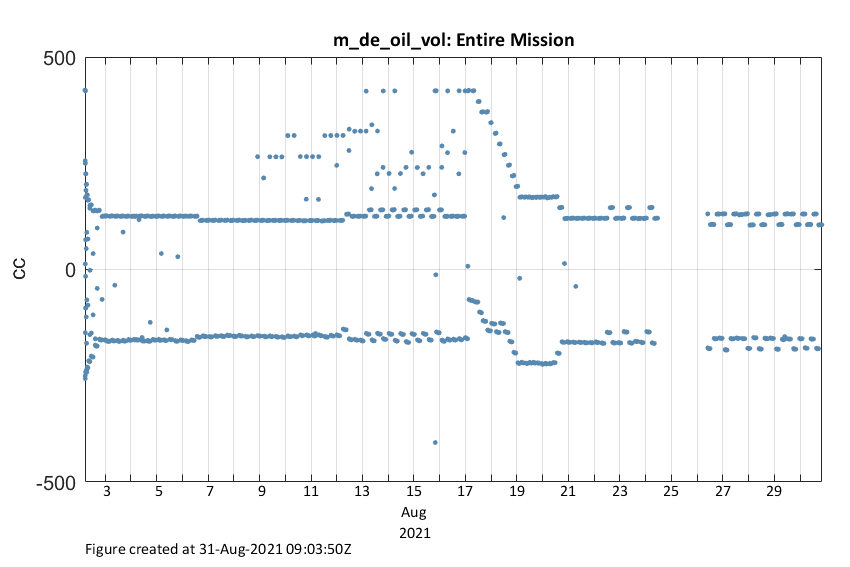 m_de_oil_vol: Entire Mission
500
0
-500
CC
3 5 7 9 11 13 15 17 19 21 23 25 27 29
Aug
2021
Figure created at 31-Aug-2021 09:03:50Z